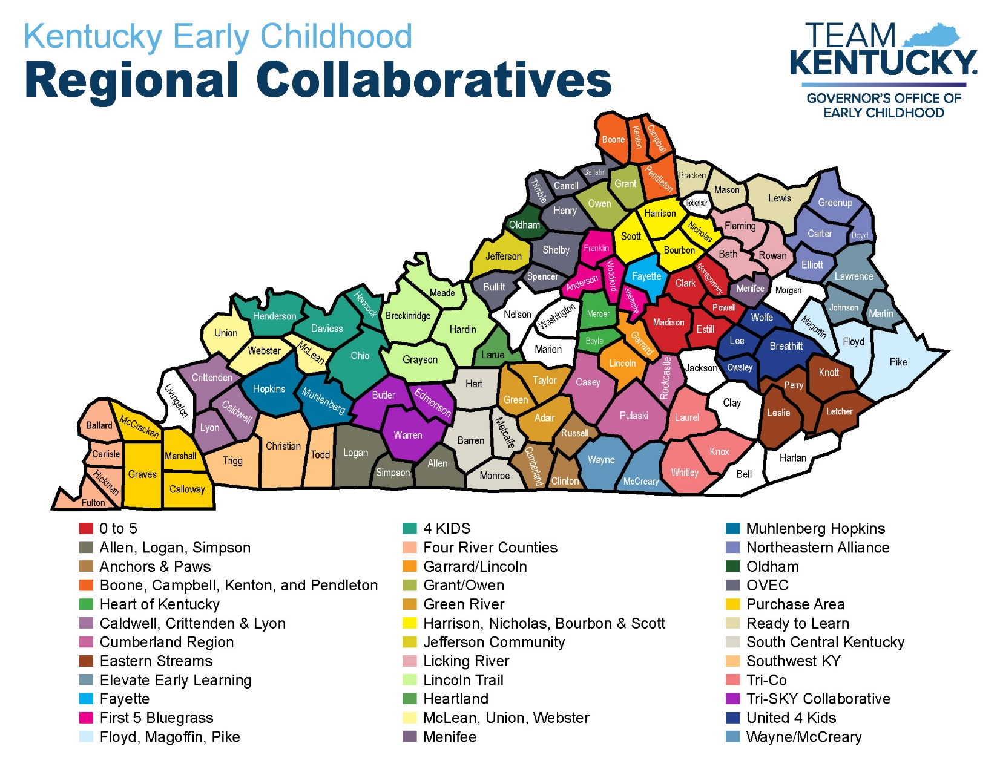 Kentucky Early Childhood
Regional Collaboratives
TEAM
KENTUCKY.
GOVERNOR'S OFFICE OF
EARLY CHILDHOOD
Boone
Kenton
Campbell
Gallatin
Grant
Pendleton
Bracken
Trimble
Carroll
Mason
Owen
Robertson
Lewis
Greenup
Henry
Harrison
Oldham
Scott
Nicholas
Fleming
Carter
Boyd
Jefferson
Shelby
Franklin
Bourbon
Bath
Rowan
Elliott
Spencer
Anderson
Woodford
Fayette
Clark
Montgomery
Lawrence
Bullitt
Menifee
Morgan
Meade
Jessamine
Powell
Johnson
Martin
Hancock
Breckinridge
Nelson
Washington
Mercer
Wolfe
Magoffin
Henderson
Daviess
Hardin
Madison
Estill
Union
Lee
Floyd
Breathitt
Boyle
Garrard
Webster
McLean
Ohio
Grayson
Larue
Marion
Lincoln
Rockcastle
Jackson
Owsley
Pike
Crittenden
Knott
Hopkins
Hart
Taylor
Casey
Perry
Livingston
Muhlenberg
Butler
Edmonson
Green
Clay
Caldwell
Leslie
Letcher
Ballard
McCracken
Lyon
Adair
Pulaski
Laurel
Warren
Metcalfe
Russell
Barren
Christian
Todd
Logan
Carlisle
Marshall
Trigg
Knox
Harlan
Wayne
Allen
Cumberland
Simpson
Graves
Hickman
Monroe
Clinton
McCreary
Whitley
Bell
Calloway
Fulton
0 to 5
Allen, Logan, Simpson
Anchors & Paws
Boone, Campbell, Kenton, and Pendleton
Heart of Kentucky
Caldwell, Crittenden & Lyon
Cumberland Region
Eastern Streams
Elevate Early Learning
Fayette
First 5 Bluegrass
Floyd, Magoffin, Pike
4 KIDS
Four River Counties
Garrard/Lincoln
Grant/Owen
Green River
Harrison, Nicholas, Bourbon & Scott
Jefferson Community
Licking River
Lincoln Trail
Heartland
McLean, Union, Webster
Menifee
Muhlenberg Hopkins
Northeastern Alliance
Oldham
OVEC
Purchase Area
Ready to Learn
South Central Kentucky
Southwest KY
Tri-Co
Tri-SKY Collaborative
United 4 Kids
Wayne/McCreary